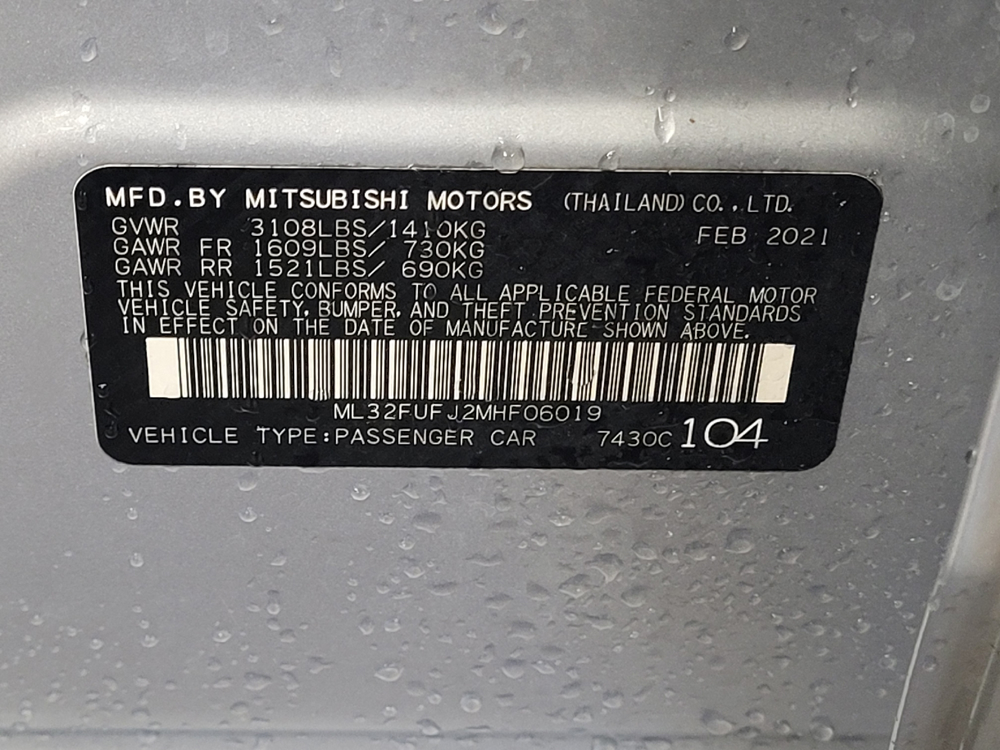 MFD.BY MITSUBISHI MOTORS (THAILAND) CO.,LTD.
GVWR 3108LBS/1410KG FEB 2021
GAWR FR 1609LBS/ 730KG
GAWR RR 1521LBS/ 690KG
THIS VEHICLE CONFORMS TO ALL APPLICABLE FEDERAL MOTOR
VEHICLE SAFETY, BUMPER, AND THEFT PREVENTION STANDARDS
IN EFFECT ON THE DATE OF MANUFACTURE SHOWN ABOVE.
ML32FUFJ2MHF06019
VEHICLE TYPE:PASSENGER CAR 7430C 104